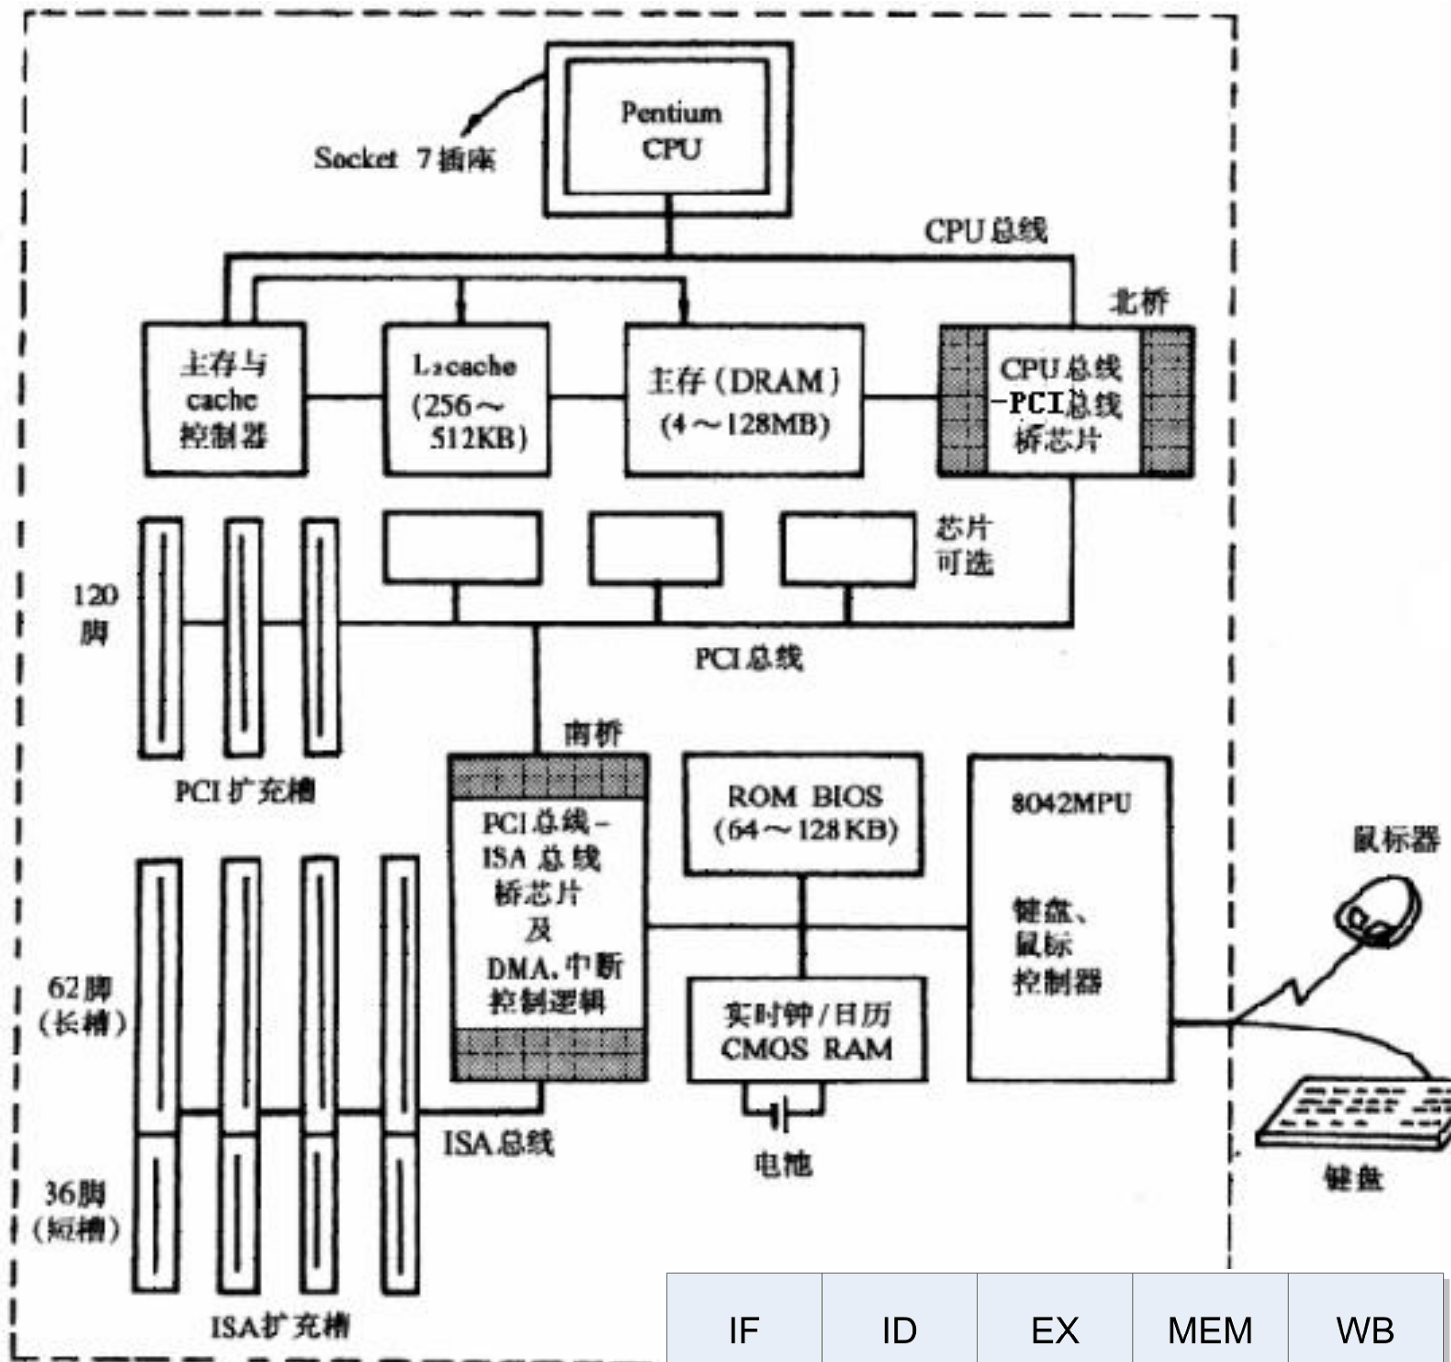 Pentium
CPU
Socket 7插座
CPU总线
北桥
主存与
cache
控制器
L₂cache
(256～
512KB)
主存(DRAM)
(4～128MB)
CPU总线
-PCI总线
桥芯片
芯片
可选
120
脚
PCI总线
PCI扩充槽
南桥
PCI总线-
ISA总线
桥芯片
及
DMA、中断
控制逻辑
ROM BIOS
(64～128KB)
8042MPU
键盘、
鼠标
控制器
鼠标器
62脚
(长槽)
实时钟/日历
CMOS RAM
ISA总线
电池
键盘
36脚
(短槽)
ISA扩充槽
IF ID EX MEM WB